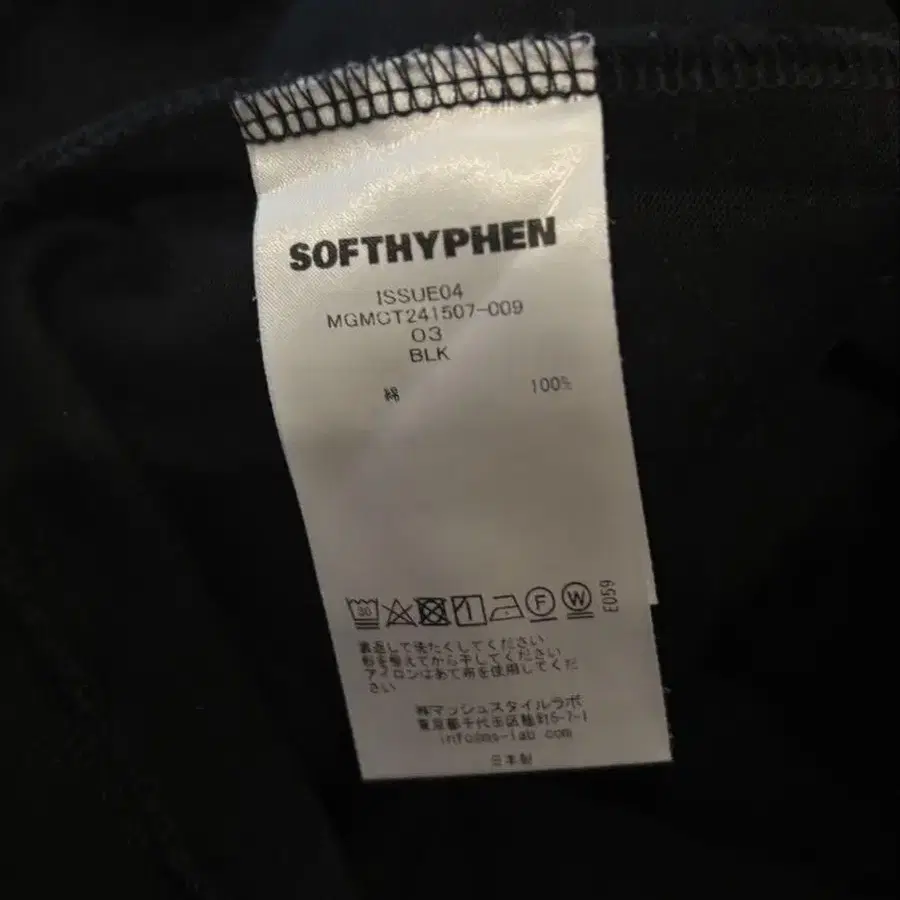 SOFTHYPHEN
ISSUE04
MGMCT241507-009
03
BLK
綿 100%
30
F W E059
裏返して洗たくしてください
形を整えてから干してください
アイロンはあて布を使用してくだ
さい
㈱マッシュスタイルラボ
東京都千代田区麹町5-7-1
info@ms-lab.com
日本製